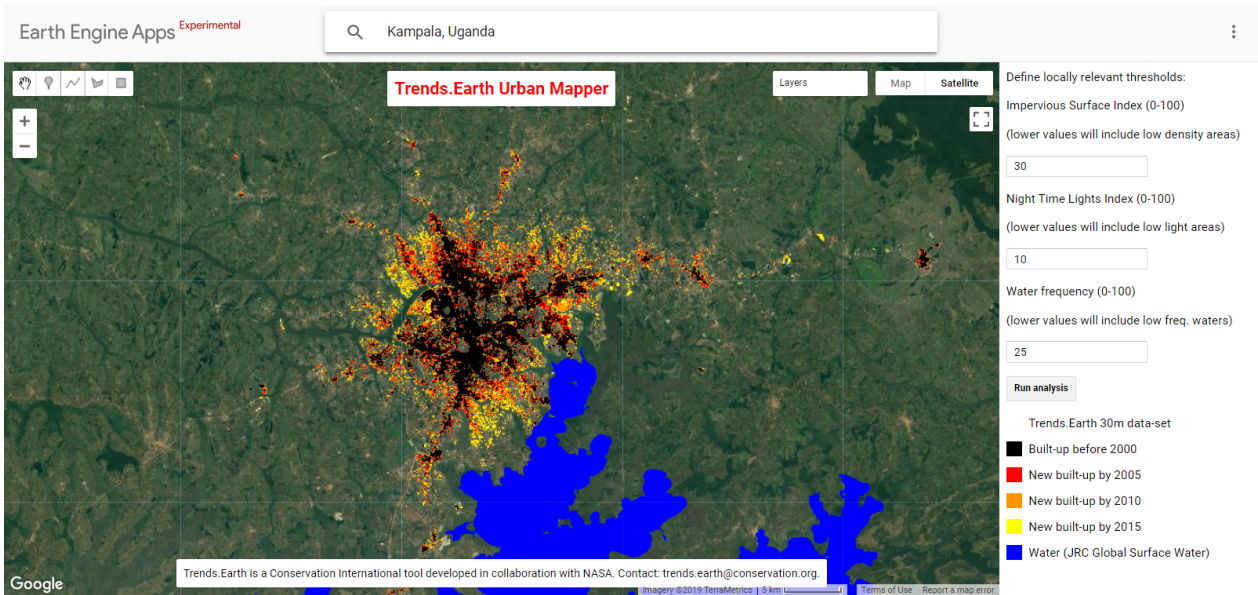 Earth Engine Apps Experimental
Kampala, Uganda
Trends.Earth Urban Mapper
Layers
Map
Satellite
+
−
Define locally relevant thresholds:
Impervious Surface Index (0-100)
(lower values will include low density areas)
30
Night Time Lights Index (0-100)
(lower values will include low light areas)
10
Water frequency (0-100)
(lower values will include low freq. waters)
25
Run analysis
Trends.Earth 30m data-set
Built-up before 2000
New built-up by 2005
New built-up by 2010
New built-up by 2015
Water (JRC Global Surface Water)
Trends.Earth is a Conservation International tool developed in collaboration with NASA. Contact: trends.earth@conservation.org.
Google
Imagery ©2019 TerraMetrics
5 km
Terms of Use
Report a map error